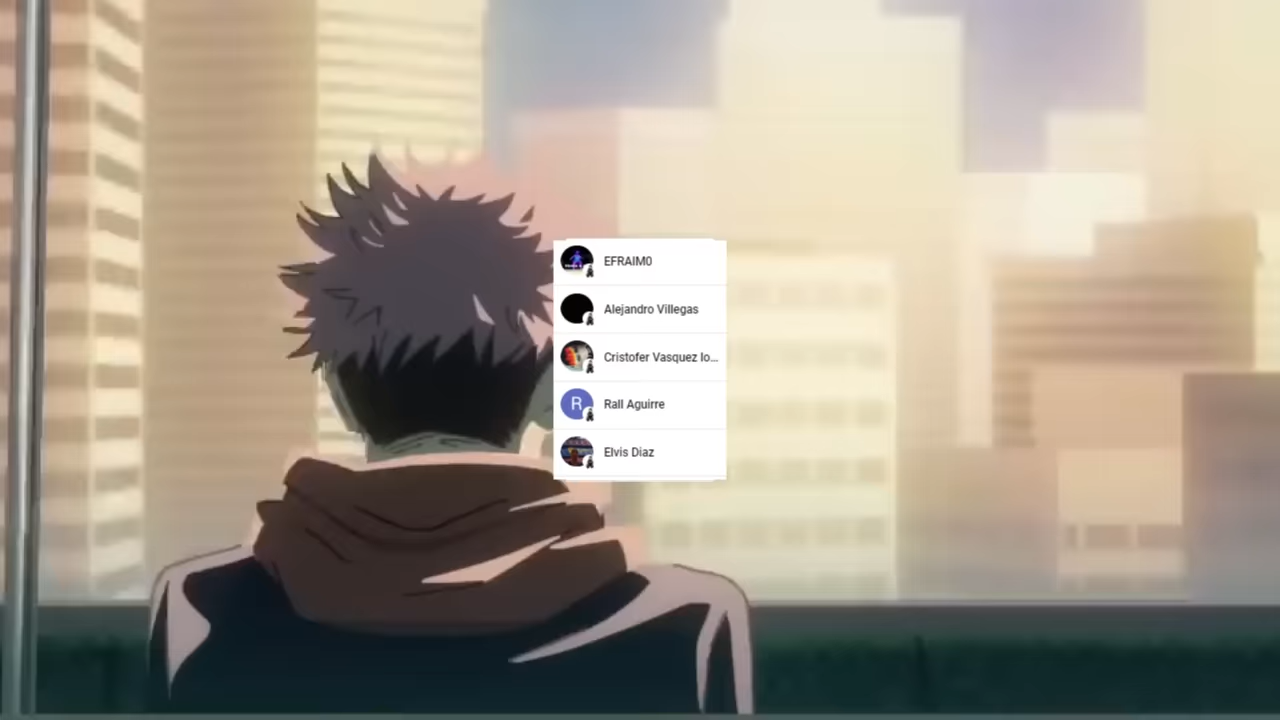 EFRAIM0
Alejandro Villegas
Cristofer Vasquez lo...
R
Rall Aguirre
Elvis Diaz